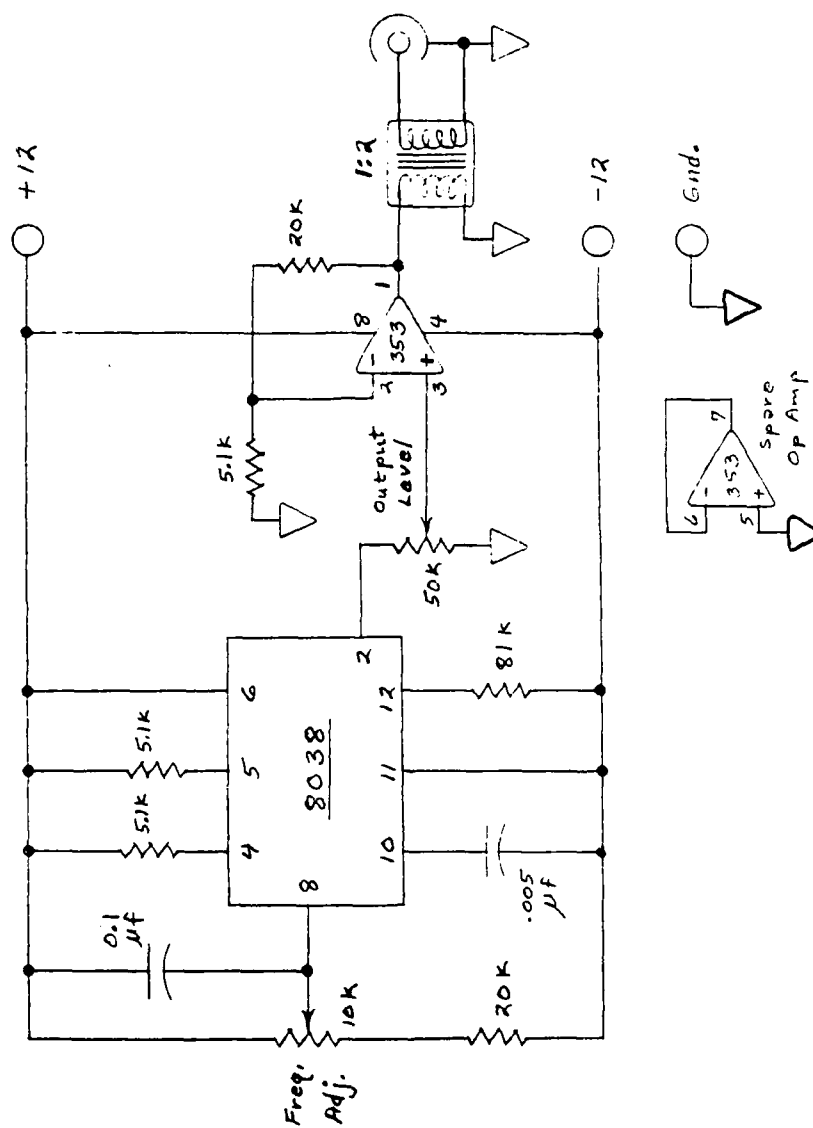 +12
0.1
µf
5.1K
5.1K
20K
1:2
Freq.
Adj.
10K
20K
8038
8
4
5
6
2
10
11
12
.005
µf
81K
50K
Output
Level
5.1K
353
-
+
2
3
8
4
1
-12
Gnd.
353
-
+
6
5
7
Spare
Op Amp